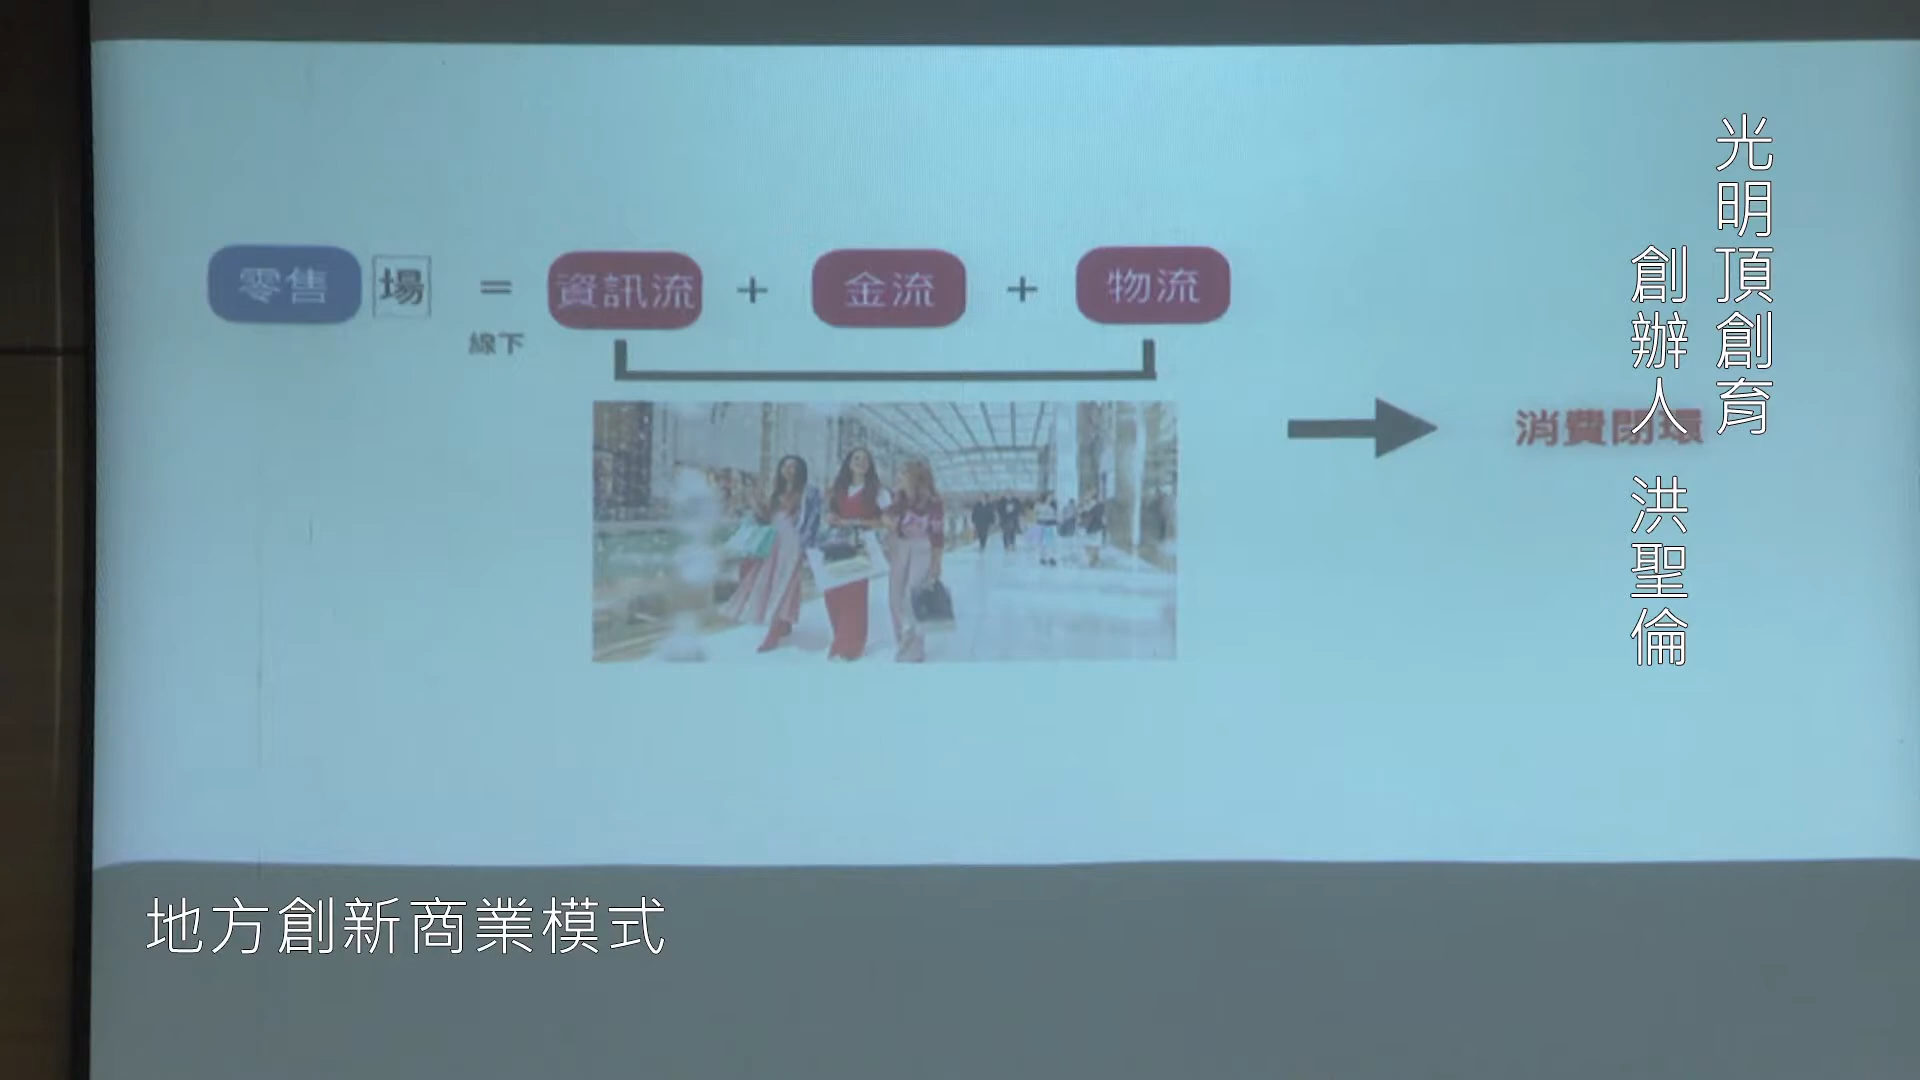 零售 場 = 資訊流 + 金流 + 物流
線下
消費閉環
光明頂創育
創辦人 洪聖倫
地方創新商業模式